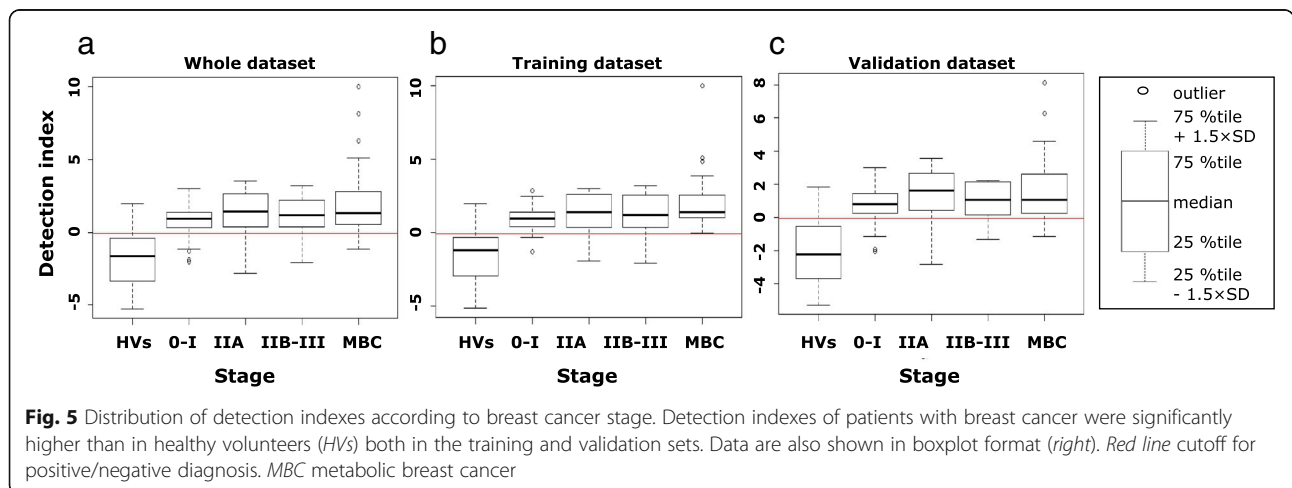 a
b
c
Whole dataset
Training dataset
Validation dataset
Detection index
10
5
0
-5
10
5
0
-5
8
6
4
2
0
-2
-4
HVs 0-I IIA IIB-III MBC
HVs 0-I IIA IIB-III MBC
HVs 0-I IIA IIB-III MBC
Stage
Stage
Stage
outlier
75 %tile
+ 1.5×SD
75 %tile
median
25 %tile
25 %tile
- 1.5×SD
Fig. 5 Distribution of detection indexes according to breast cancer stage. Detection indexes of patients with breast cancer were significantly
higher than in healthy volunteers (HVs) both in the training and validation sets. Data are also shown in boxplot format (right). Red line cutoff for
positive/negative diagnosis. MBC metabolic breast cancer